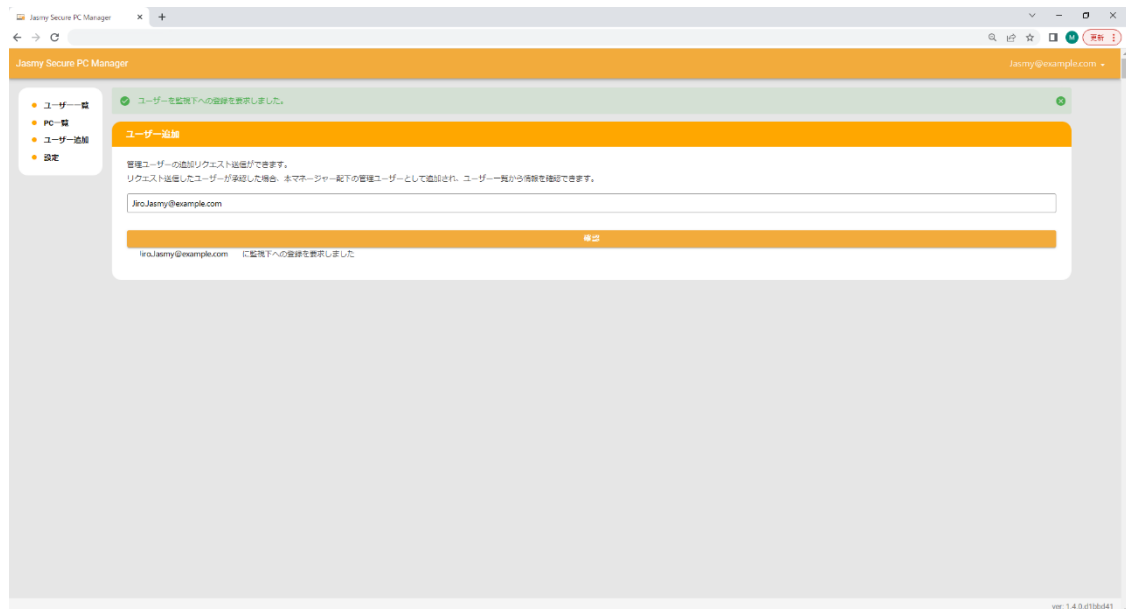 Jasmy Secure PC Manager
更新
Jasmy Secure PC Manager
Jasmy@example.com
ユーザー一覧
PC一覧
ユーザー追加
設定
ユーザーを監視下への登録を要求しました。
ユーザー追加
管理ユーザーの追加リクエスト送信ができます。
リクエスト送信したユーザーが承認した場合、本マネージャー配下の管理ユーザーとして追加され、ユーザー一覧から情報を確認できます。
Jiro.Jasmy@example.com
確認
Jiro.Jasmy@example.com に監視下への登録を要求しました
ver: 1.4.0.d1bbd41